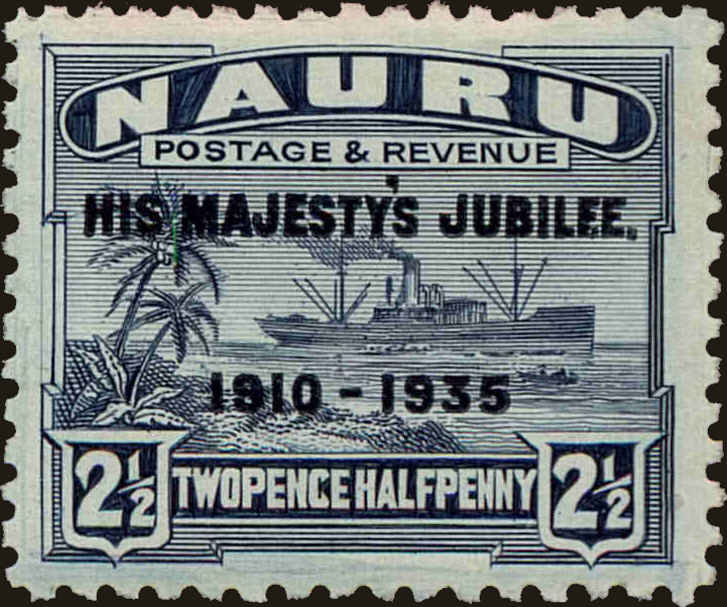 NAURU
POSTAGE & REVENUE
HIS MAJESTY'S JUBILEE.
1910 - 1935
2½ TWOPENCE HALFPENNY 2½